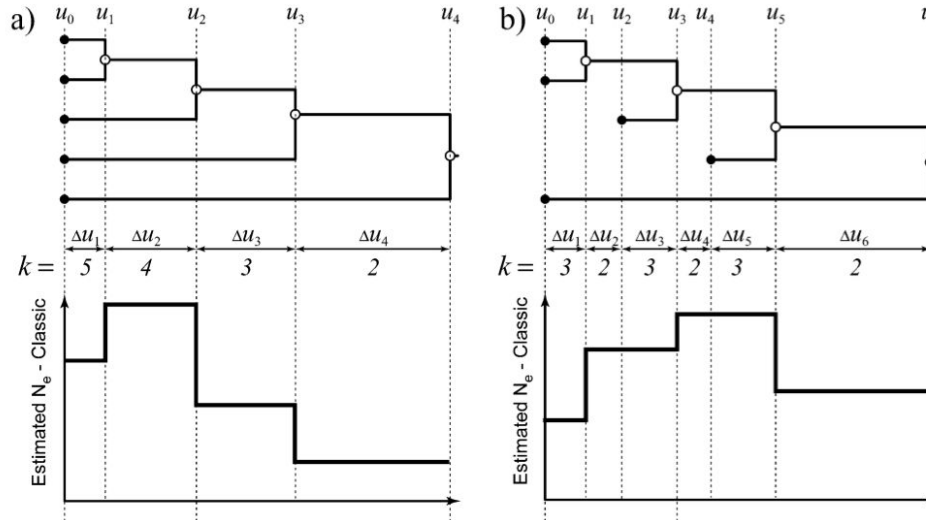 a)
u0 u1 u2 u3 u4
Δu1 Δu2 Δu3 Δu4
k = 5 4 3 2
Estimated Ne - Classic
b)
u0 u1 u2 u3 u4 u5 u
Δu1 Δu2 Δu3 Δu4 Δu5 Δu6
k = 3 2 3 2 3 2
Estimated Ne - Classic